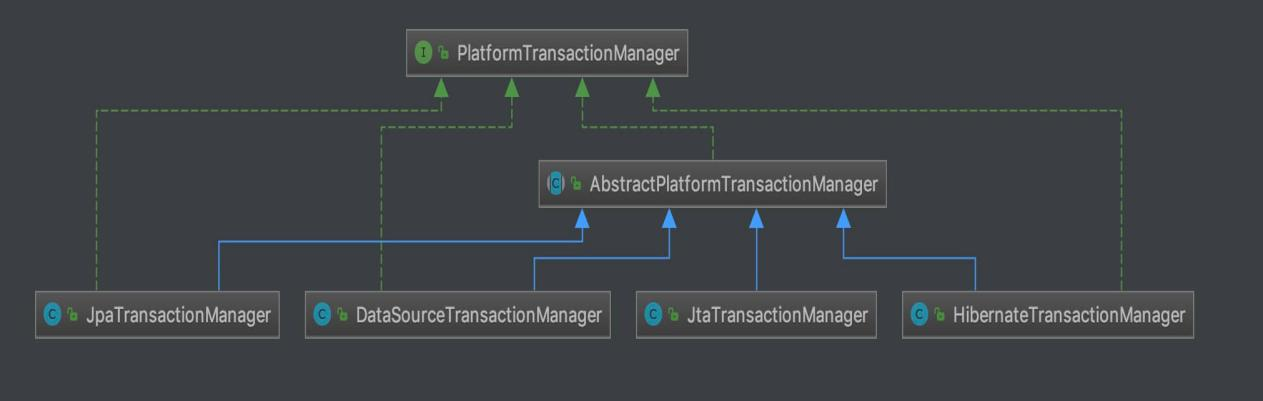 PlatformTransactionManager
AbstractPlatformTransactionManager
JpaTransactionManager
DataSourceTransactionManager
JtaTransactionManager
HibernateTransactionManager